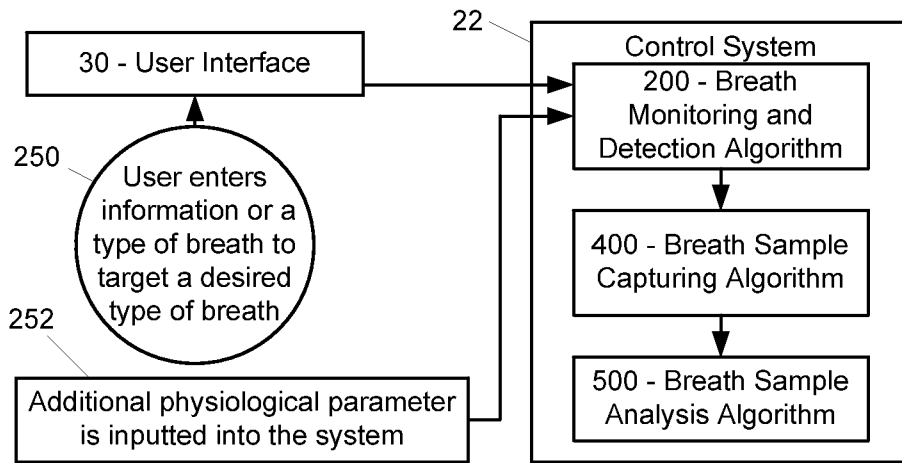 22
Control System
30 - User Interface
200 - Breath
Monitoring and
Detection Algorithm
250
User enters
information or a
type of breath to
target a desired
type of breath
400 - Breath Sample
Capturing Algorithm
252
Additional physiological parameter
is inputted into the system
500 - Breath Sample
Analysis Algorithm